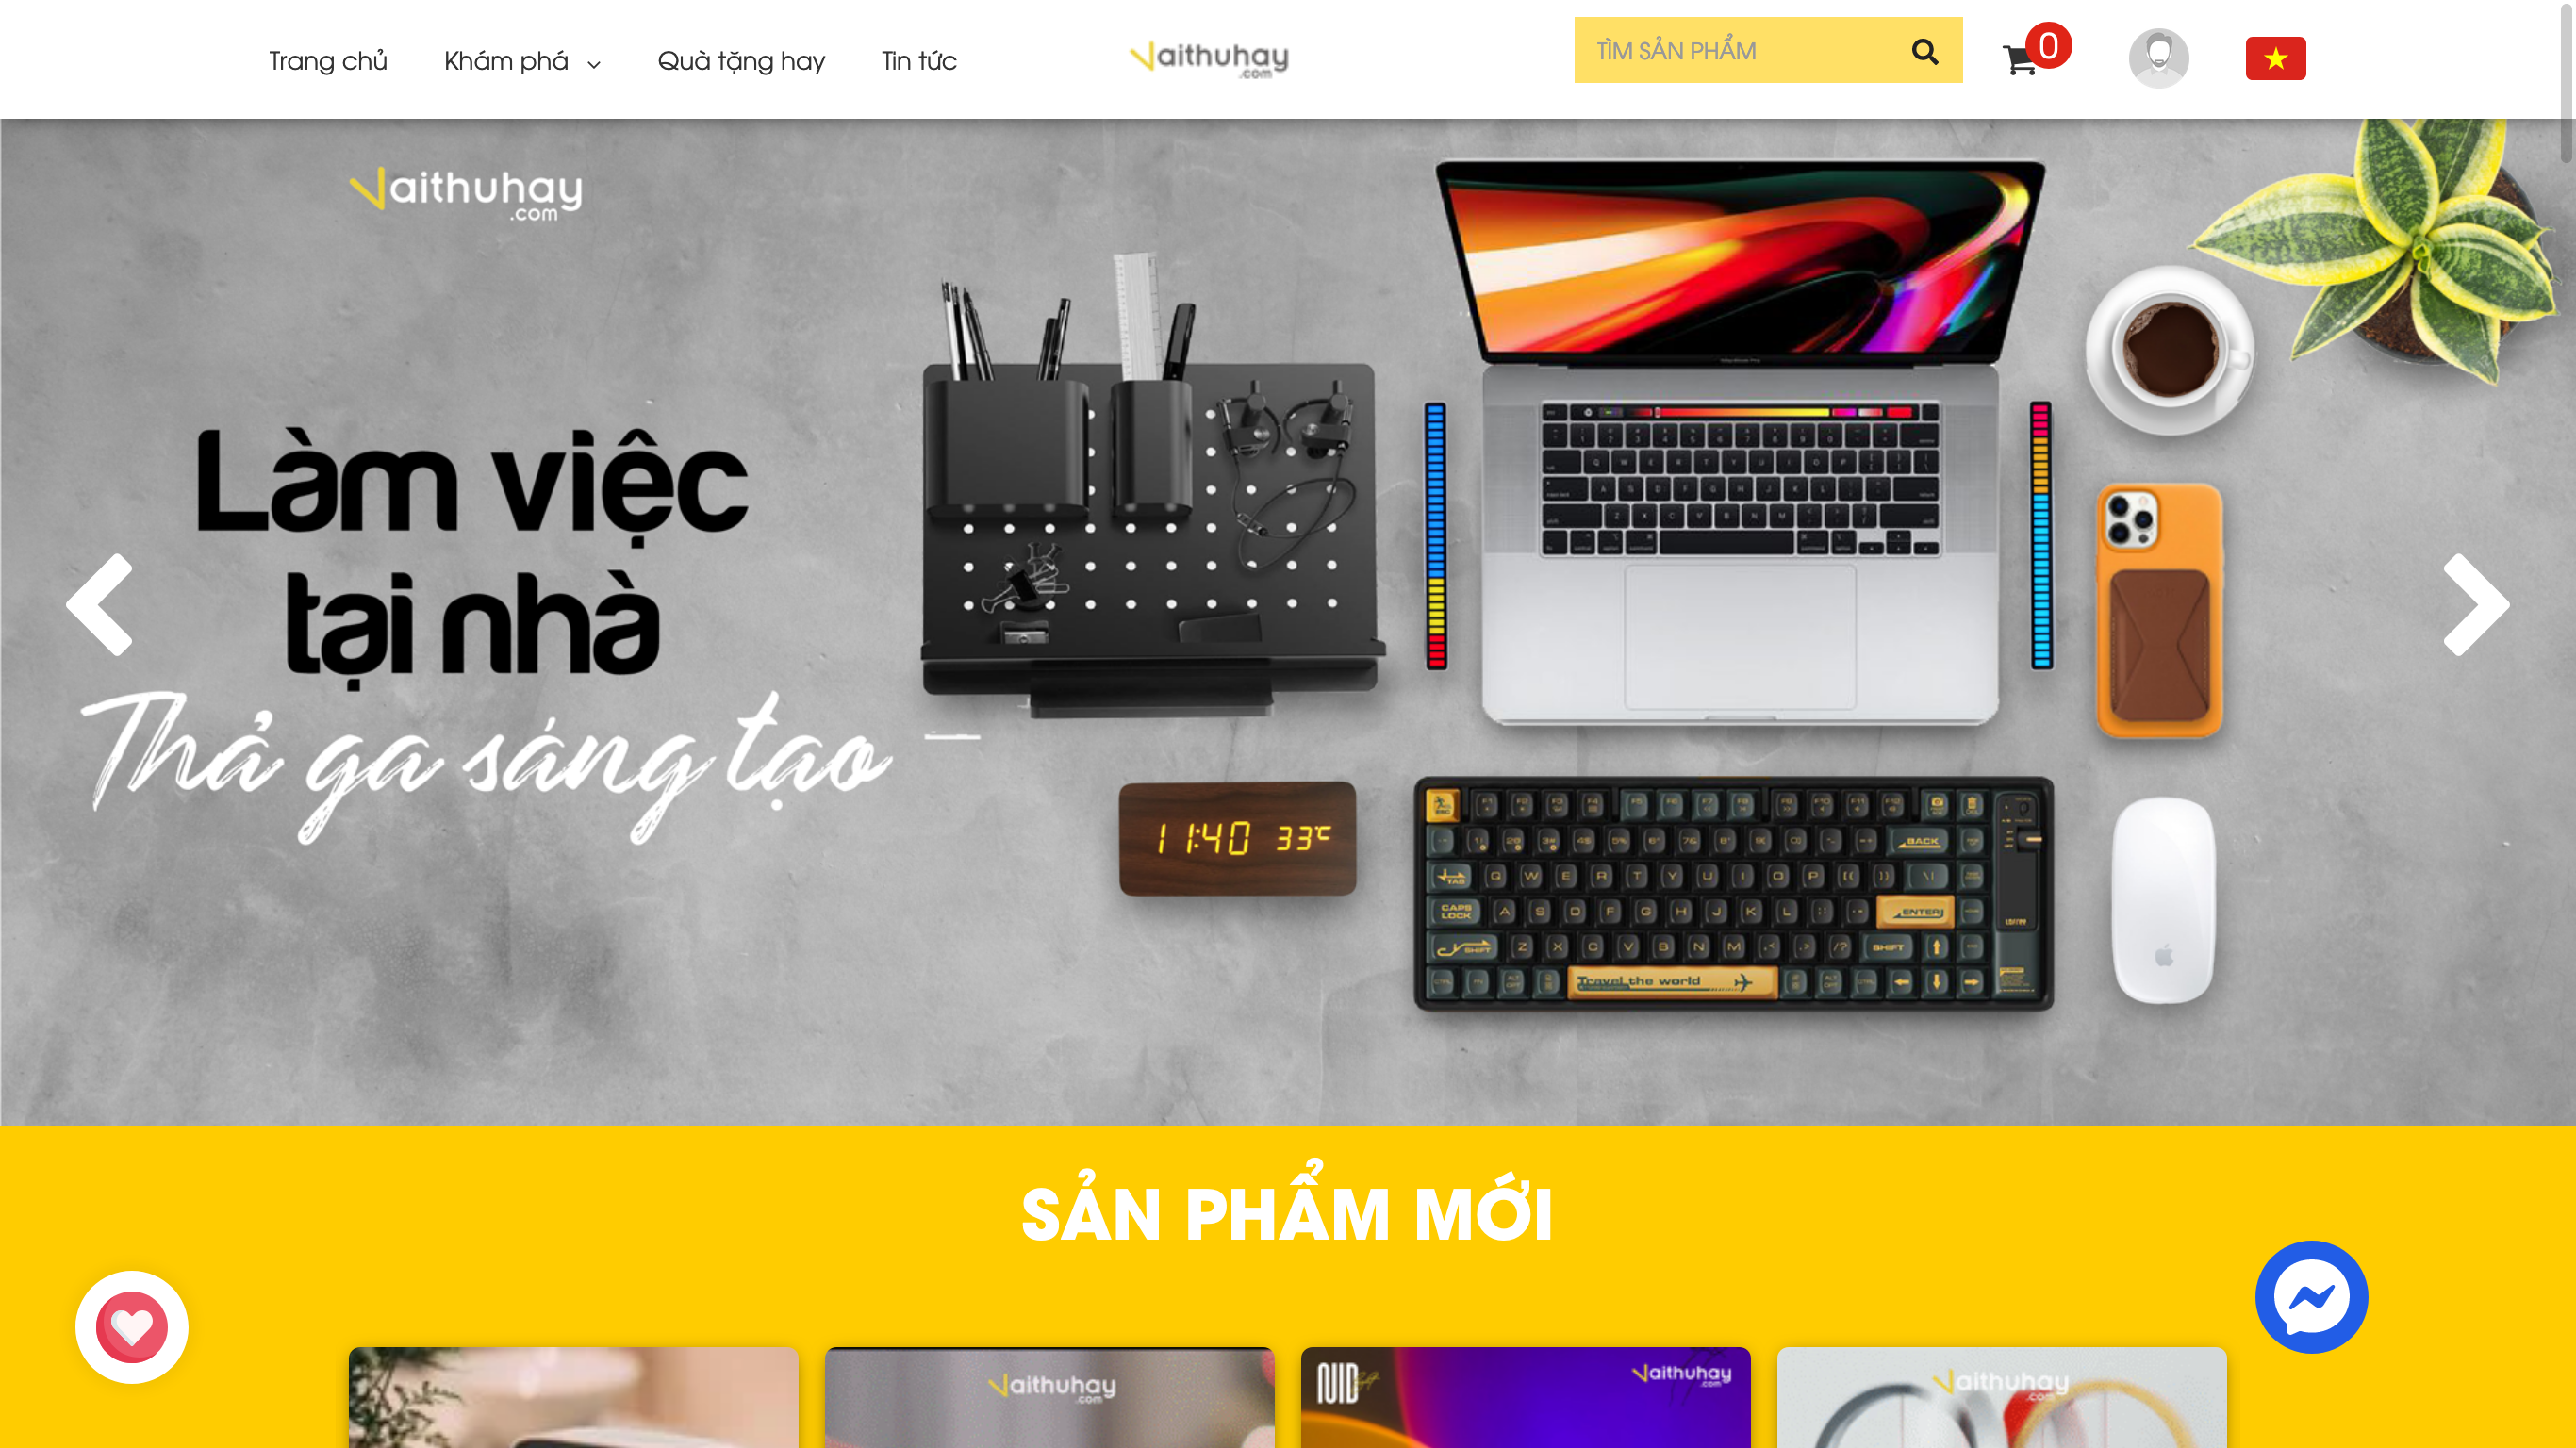 Trang chủ
Khám phá
Quà tặng hay
Tin tức
Vaithuhay
.com
TÌM SẢN PHẨM
0
Vaithuhay
.com
Làm việc
tại nhà
Thả ga sáng tạo
11:40 33°C
BACK
TAB
CAPS LOCK
ENTER
SHIFT
SHIFT
Travel the world
SẢN PHẨM MỚI
Vaithuhay
.com
Vaithuhay
.com
Vaithuhay
.com